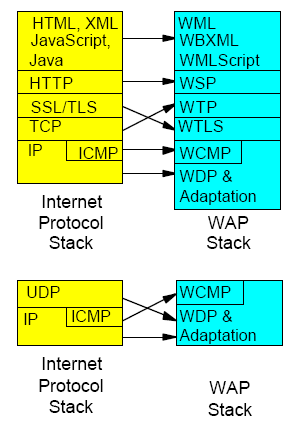 HTML, XML
JavaScript,
Java
HTTP
SSL/TLS
TCP
IP
ICMP
Internet
Protocol
Stack
WML
WBXML
WMLScript
WSP
WTP
WTLS
WCMP
WDP &
Adaptation
WAP
Stack
UDP
IP
ICMP
Internet
Protocol
Stack
WCMP
WDP &
Adaptation
WAP
Stack